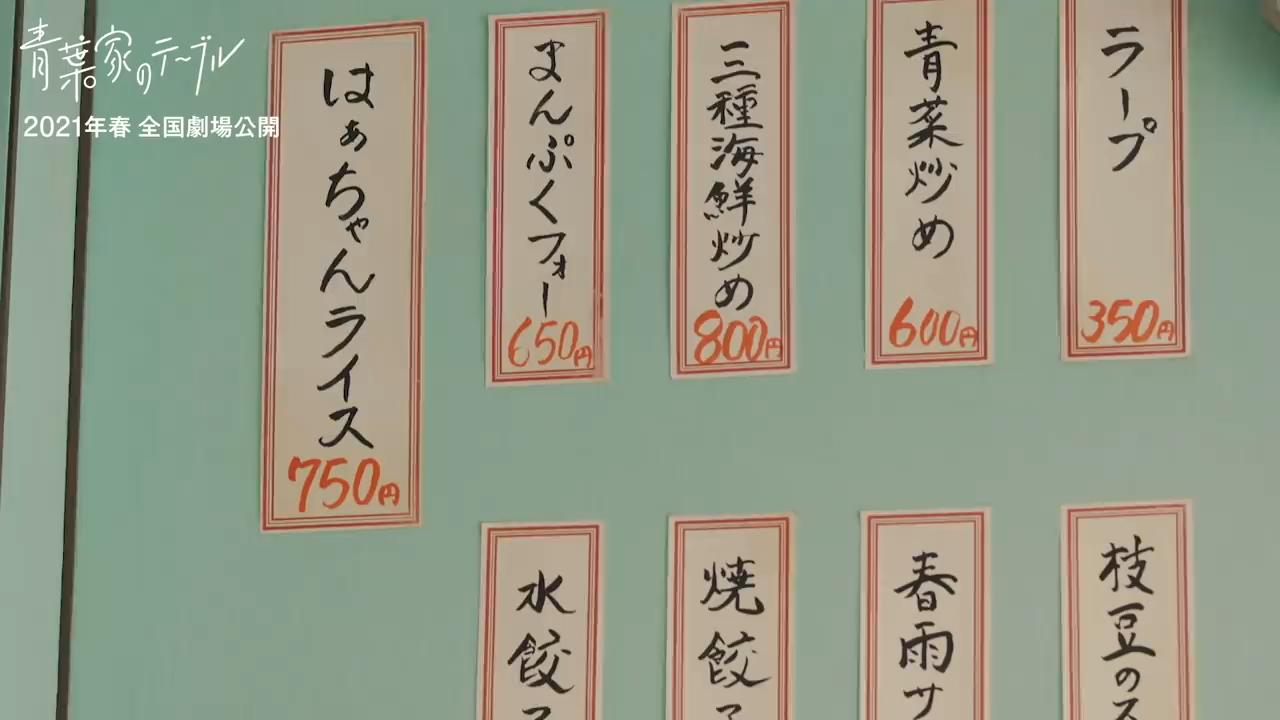 青葉家のテーブル
2021年春 全国劇場公開
はぁちゃんライス
750円
まんぷくフォー
650円
三種海鮮炒め
800円
青菜炒め
600円
ラープ
350円
水餃子
焼餃子
春雨サ
枝豆のス